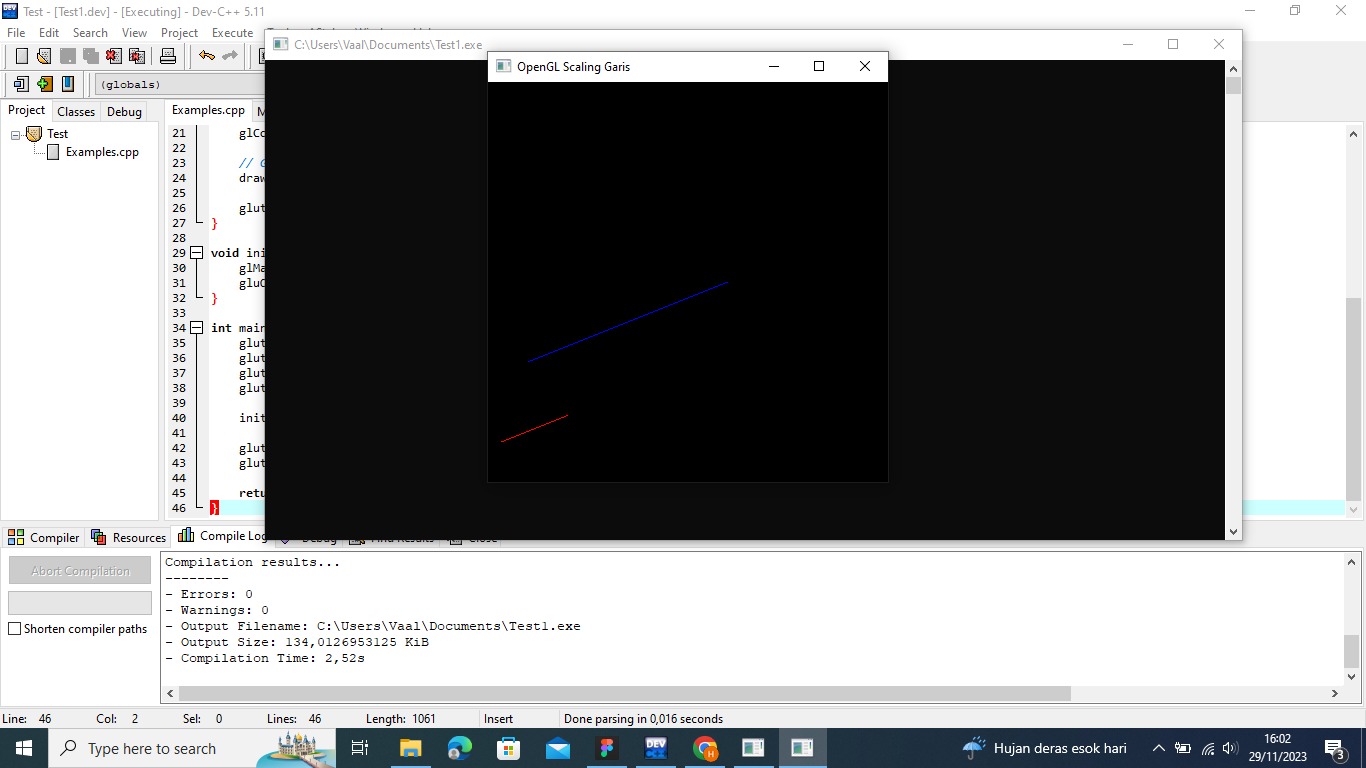 Test - [Test1.dev] - [Executing] - Dev-C++ 5.11
File Edit Search View Project Execute
C:\Users\Vaal\Documents\Test1.exe
OpenGL Scaling Garis
(globals)
Project Classes Debug
Examples.cpp
Test
Examples.cpp
21 glCo
22
23 // G
24 draw
25
26 glut
27 }
28
29 void ini
30 glMa
31 gluO
32 }
33
34 int main
35 glut
36 glut
37 glut
38 glut
39
40 init
41
42 glut
43 glut
44
45 retu
46 }
Compiler Resources Compile Log Debug Find Results Close
Abort Compilation
Shorten compiler paths
Compilation results...
--------
- Errors: 0
- Warnings: 0
- Output Filename: C:\Users\Vaal\Documents\Test1.exe
- Output Size: 134,0126953125 KiB
- Compilation Time: 2,52s
Line: 46 Col: 2 Sel: 0 Lines: 46 Length: 1061 Insert Done parsing in 0,016 seconds
Type here to search
DEV
Hujan deras esok hari
16:02
29/11/2023
3